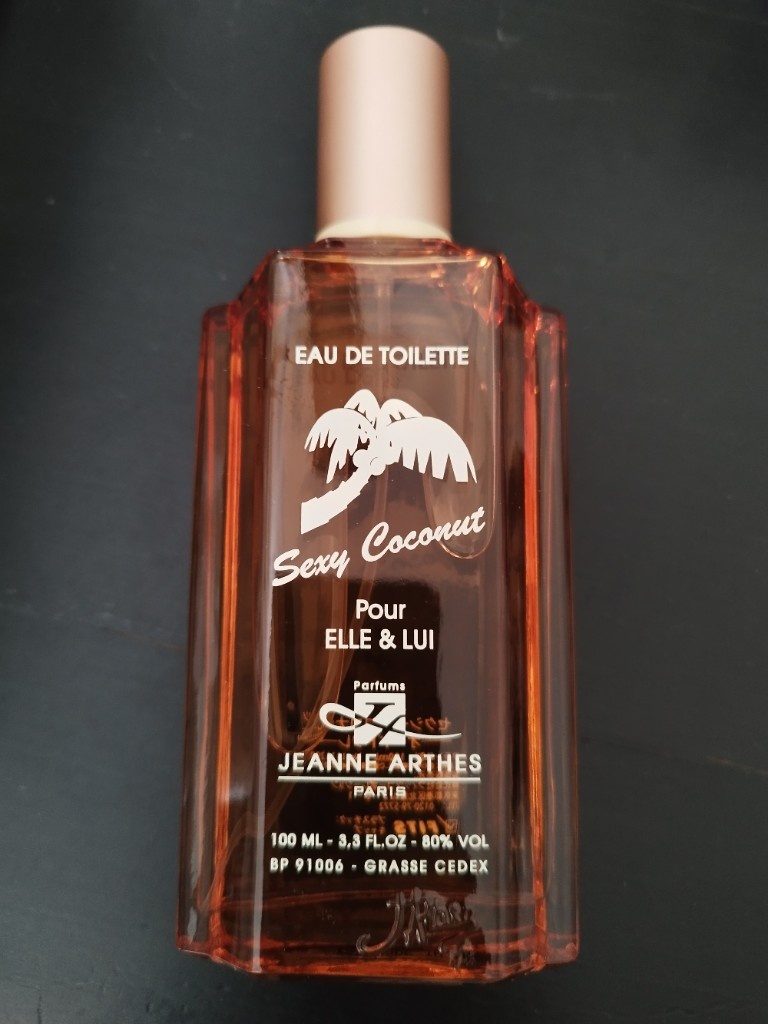 EAU DE TOILETTE
Sexy Coconut
Pour
ELLE & LUI
Parfums
JEANNE ARTHES
PARIS
100 ML - 3,3 FL.OZ - 80% VOL
BP 91006 - GRASSE CEDEX